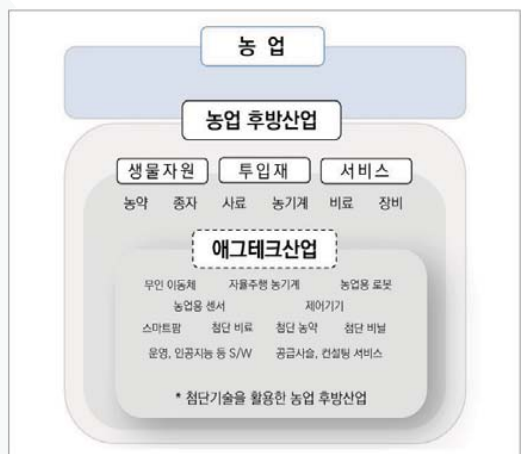 농 업
농업 후방산업
생물자원 투입재 서비스
농약 종자 사료 농기계 비료 장비
애그테크산업
무인 이동체 자율주행 농기계 농업용 로봇
농업용 센서 제어기기
스마트팜 첨단 비료 첨단 농약 첨단 비닐
운영, 인공지능 등 S/W 공급사슬, 컨설팅 서비스
* 첨단기술을 활용한 농업 후방산업